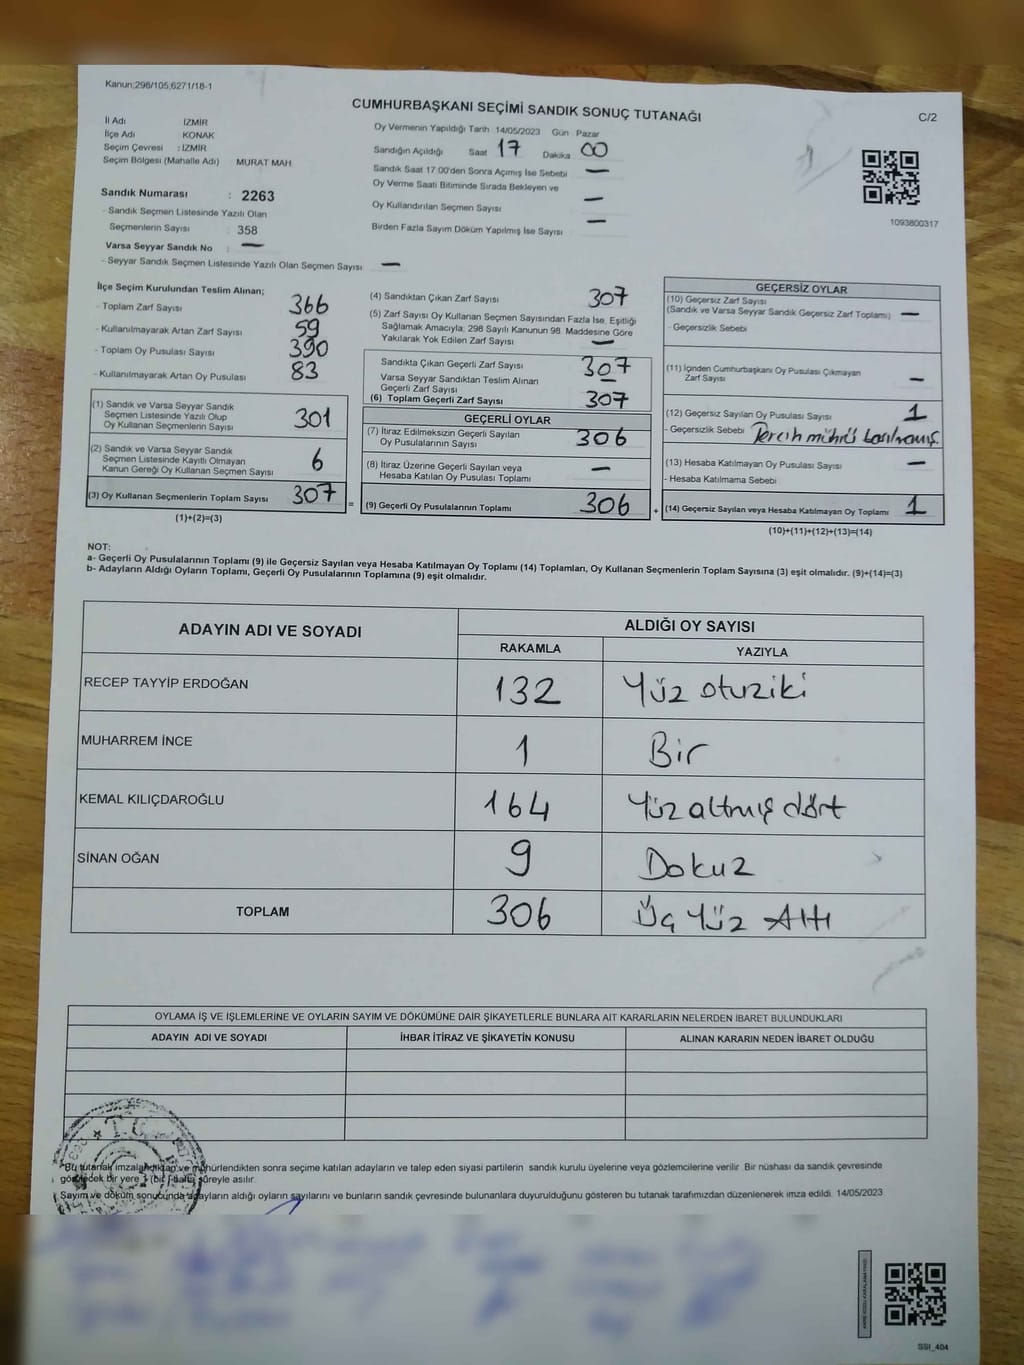 Kanun;298/105,6271/18-1
CUMHURBAŞKANI SEÇİMİ SANDIK SONUÇ TUTANAĞI
C/2
İl Adı İZMİR
İlçe Adı KONAK
Seçim Çevresi : İZMİR
Seçim Bölgesi (Mahalle Adı) MURAT MAH
Sandık Numarası : 2263
- Sandık Seçmen Listesinde Yazılı Olan
Seçmenlerin Sayısı : 358
Varsa Seyyar Sandık No : —
- Seyyar Sandık Seçmen Listesinde Yazılı Olan Seçmen Sayısı —
Oy Vermenin Yapıldığı Tarih 14/05/2023 Gün Pazar
Sandığın Açıldığı Saat 17 Dakika 00
Sandık Saat 17:00'den Sonra Açımış İse Sebebi —
Oy Verme Saati Bitiminde Sırada Bekleyen ve
Oy Kullandırılan Seçmen Sayısı —
Birden Fazla Sayım Döküm Yapılmış İse Sayısı —
1093800317
İlçe Seçim Kurulundan Teslim Alınan;
- Toplam Zarf Sayısı 366
- Kullanılmayarak Artan Zarf Sayısı 59
- Toplam Oy Pusulası Sayısı 390
- Kullanılmayarak Artan Oy Pusulası 83
(1) Sandık ve Varsa Seyyar Sandık
Seçmen Listesinde Yazılı Olup
Oy Kullanan Seçmenlerin Sayısı 301
(2) Sandık ve Varsa Seyyar Sandık
Seçmen Listesinde Kayıtlı Olmayan
Kanun Gereği Oy Kullanan Seçmen Sayısı 6
(3) Oy Kullanan Seçmenlerin Toplam Sayısı 307
(1)+(2)=(3)
=
(4) Sandıktan Çıkan Zarf Sayısı 307
(5) Zarf Sayısı Oy Kullanan Seçmen Sayısından Fazla İse, Eşitliği
Sağlamak Amacıyla, 298 Sayılı Kanunun 98. Maddesine Göre
Yakılarak Yok Edilen Zarf Sayısı —
Sandıkta Çıkan Geçerli Zarf Sayısı 307
Varsa Seyyar Sandıktan Teslim Alınan
Geçerli Zarf Sayısı —
(6) Toplam Geçerli Zarf Sayısı 307
GEÇERLİ OYLAR
(7) İtiraz Edilmeksizin Geçerli Sayılan
Oy Pusulalarının Sayısı 306
(8) İtiraz Üzerine Geçerli Sayılan veya
Hesaba Katılan Oy Pusulası Toplamı —
(9) Geçerli Oy Pusulalarının Toplamı 306
+
GEÇERSİZ OYLAR
(10) Geçersiz Zarf Sayısı
(Sandık ve Varsa Seyyar Sandık Geçersiz Zarf Toplamı) —
- Geçersizlik Sebebi
(11) İçinden Cumhurbaşkanı Oy Pusulası Çıkmayan
Zarf Sayısı —
(12) Geçersiz Sayılan Oy Pusulası Sayısı 1
- Geçersizlik Sebebi Tercih mührü basılmamış.
(13) Hesaba Katılmayan Oy Pusulası Sayısı —
- Hesaba Katılmama Sebebi
(14) Geçersiz Sayılan veya Hesaba Katılmayan Oy Toplamı 1
(10)+(11)+(12)+(13)=(14)
NOT:
a- Geçerli Oy Pusulalarının Toplamı (9) ile Geçersiz Sayılan veya Hesaba Katılmayan Oy Toplamı (14) Toplamları, Oy Kullanan Seçmenlerin Toplam Sayısına (3) eşit olmalıdır. (9)+(14)=(3)
b- Adayların Aldığı Oyların Toplamı, Geçerli Oy Pusulalarının Toplamına (9) eşit olmalıdır.
ADAYIN ADI VE SOYADI
ALDIĞI OY SAYISI
RAKAMLA YAZIYLA
RECEP TAYYİP ERDOĞAN 132 Yüz otuziki
MUHARREM İNCE 1 Bir
KEMAL KILIÇDAROĞLU 164 Yüz altmış dört
SİNAN OĞAN 9 Dokuz
TOPLAM 306 Üç Yüz Altı
OYLAMA İŞ VE İŞLEMLERİNE VE OYLARIN SAYIM VE DÖKÜMÜNE DAİR ŞİKAYETLERLE BUNLARA AİT KARARLARIN NELERDEN İBARET BULUNDUKLARI
ADAYIN ADI VE SOYADI İHBAR İTİRAZ VE ŞİKAYETİN KONUSU ALINAN KARARIN NEDEN İBARET OLDUĞU
T.C.
Bu tutanak imzalandıktan ve mühürlendikten sonra seçime katılan adayların ve talep eden siyasi partilerin sandık kurulu üyelerine veya gözlemcilerine verilir. Bir nüshası da sandık çevresinde
görülecek bir yere 1 (bir) hafta süreyle asılır.
Sayım ve döküm sonucunda adayların aldığı oyların sayılarını ve bunların sandık çevresinde bulunanlara duyurulduğunu gösteren bu tutanak tarafımızdan düzenlenerek imza edildi. 14/05/2023
SSI_404